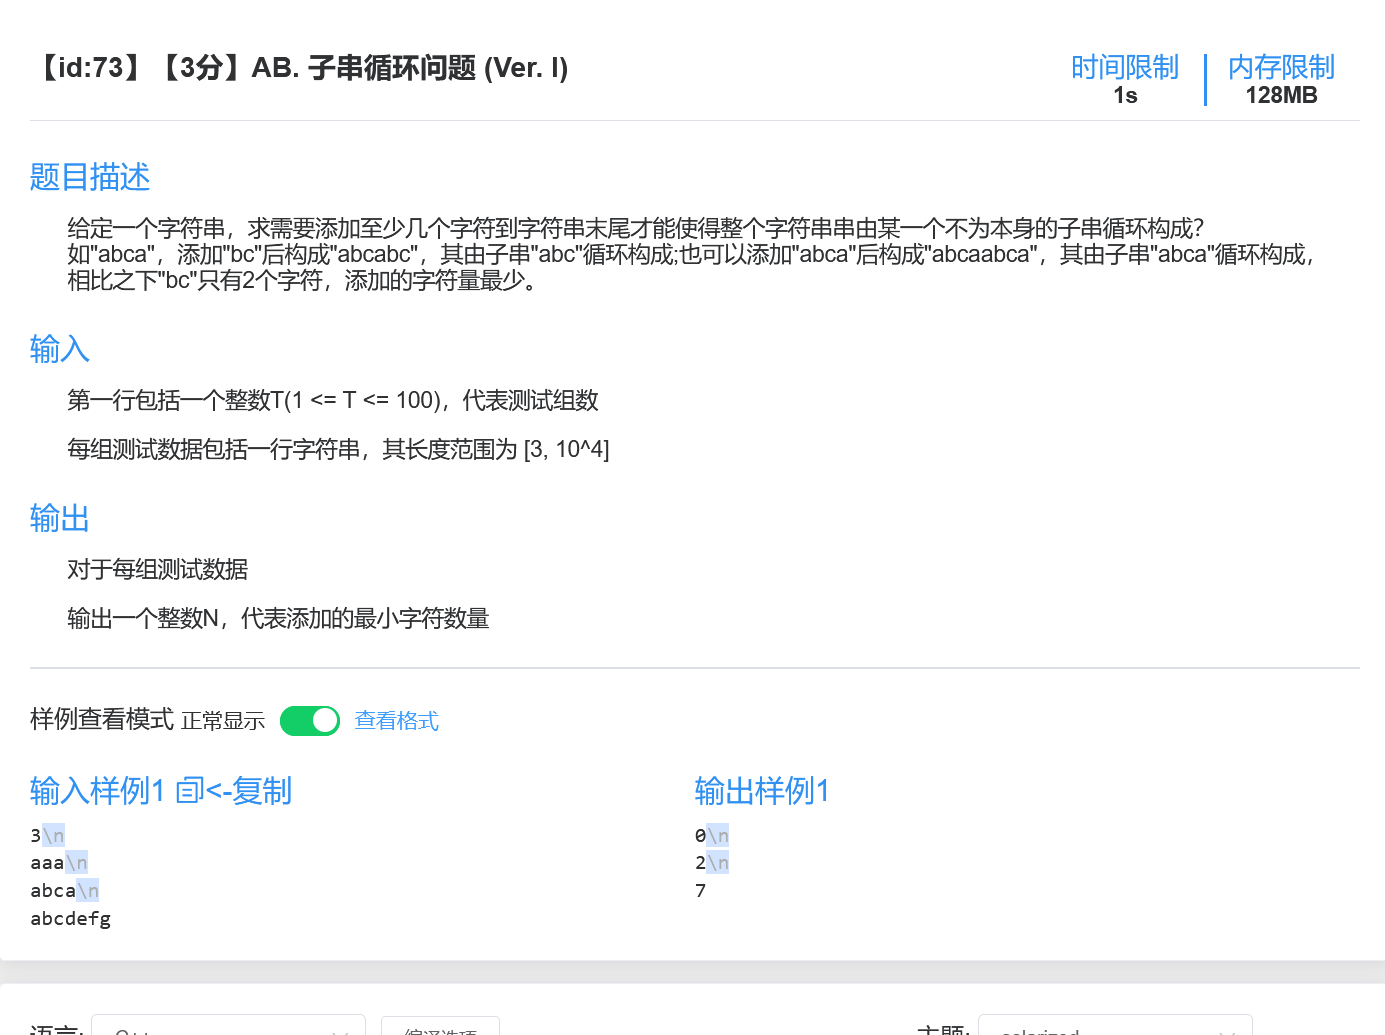 【id:73】【3分】AB. 子串循环问题 (Ver. I)
时间限制
1s
内存限制
128MB
题目描述
给定一个字符串，求需要添加至少几个字符到字符串末尾才能使得整个字符串串由某一个不为本身的子串循环构成?
如"abca"，添加"bc"后构成"abcabc"，其由子串"abc"循环构成;也可以添加"abca"后构成"abcaabca"，其由子串"abca"循环构成，
相比之下"bc"只有2个字符，添加的字符量最少。
输入
第一行包括一个整数T(1 <= T <= 100)，代表测试组数
每组测试数据包括一行字符串，其长度范围为 [3, 10^4]
输出
对于每组测试数据
输出一个整数N，代表添加的最小字符数量
样例查看模式 正常显示 查看格式
输入样例1 <-复制
3\n
aaa\n
abca\n
abcdefg
输出样例1
0\n
2\n
7
语言: C++ 编译选项 主题: solarized